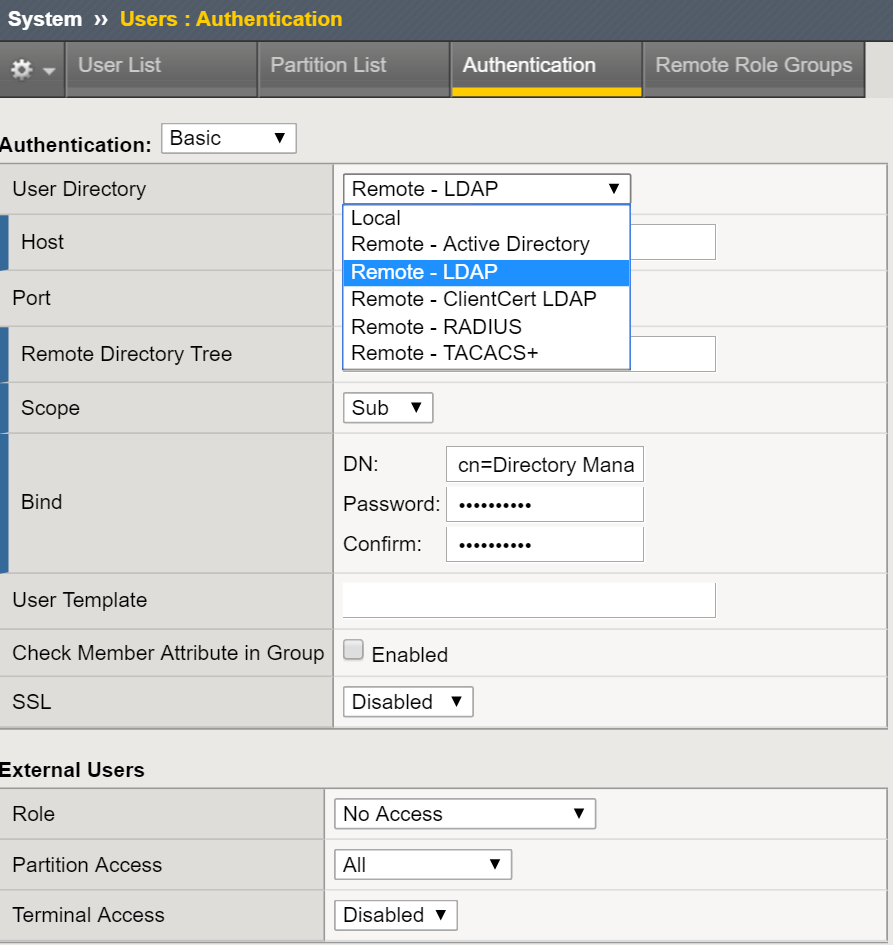 System ›› Users : Authentication
User List Partition List Authentication Remote Role Groups
Authentication: Basic
User Directory Remote - LDAP
Local
Host Remote - Active Directory
Remote - LDAP
Port Remote - ClientCert LDAP
Remote - RADIUS
Remote Directory Tree Remote - TACACS+
Scope Sub
DN: cn=Directory Mana
Bind Password: ••••••••••
Confirm: ••••••••••
User Template
Check Member Attribute in Group Enabled
SSL Disabled
External Users
Role No Access
Partition Access All
Terminal Access Disabled